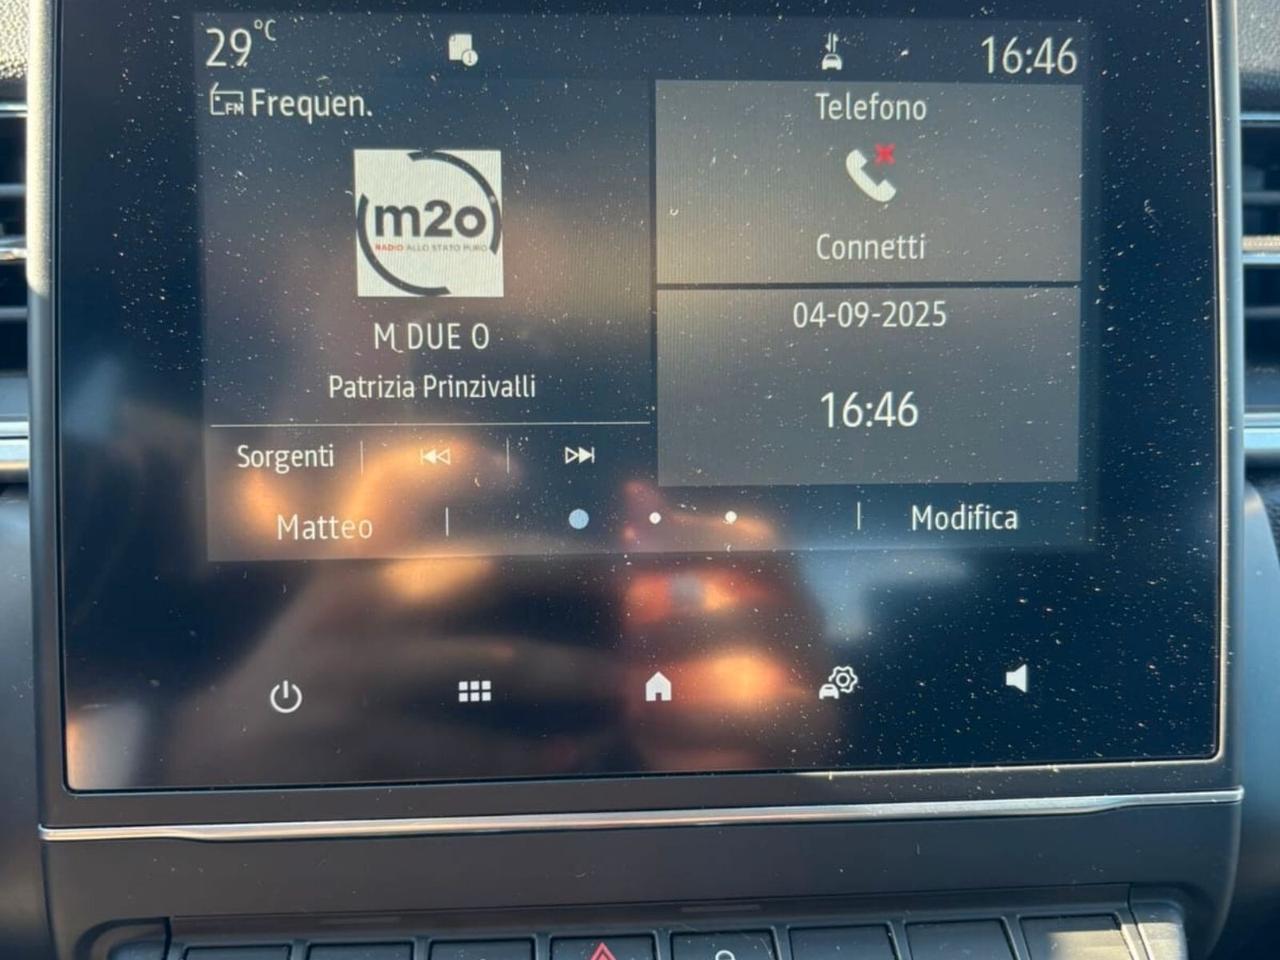 29°C
16:46
FM Frequen.
m2o
RADIO ALLO STATO PURO
M DUE O
Patrizia Prinzivalli
Sorgenti
Matteo
Telefono
Connetti
04-09-2025
16:46
Modifica